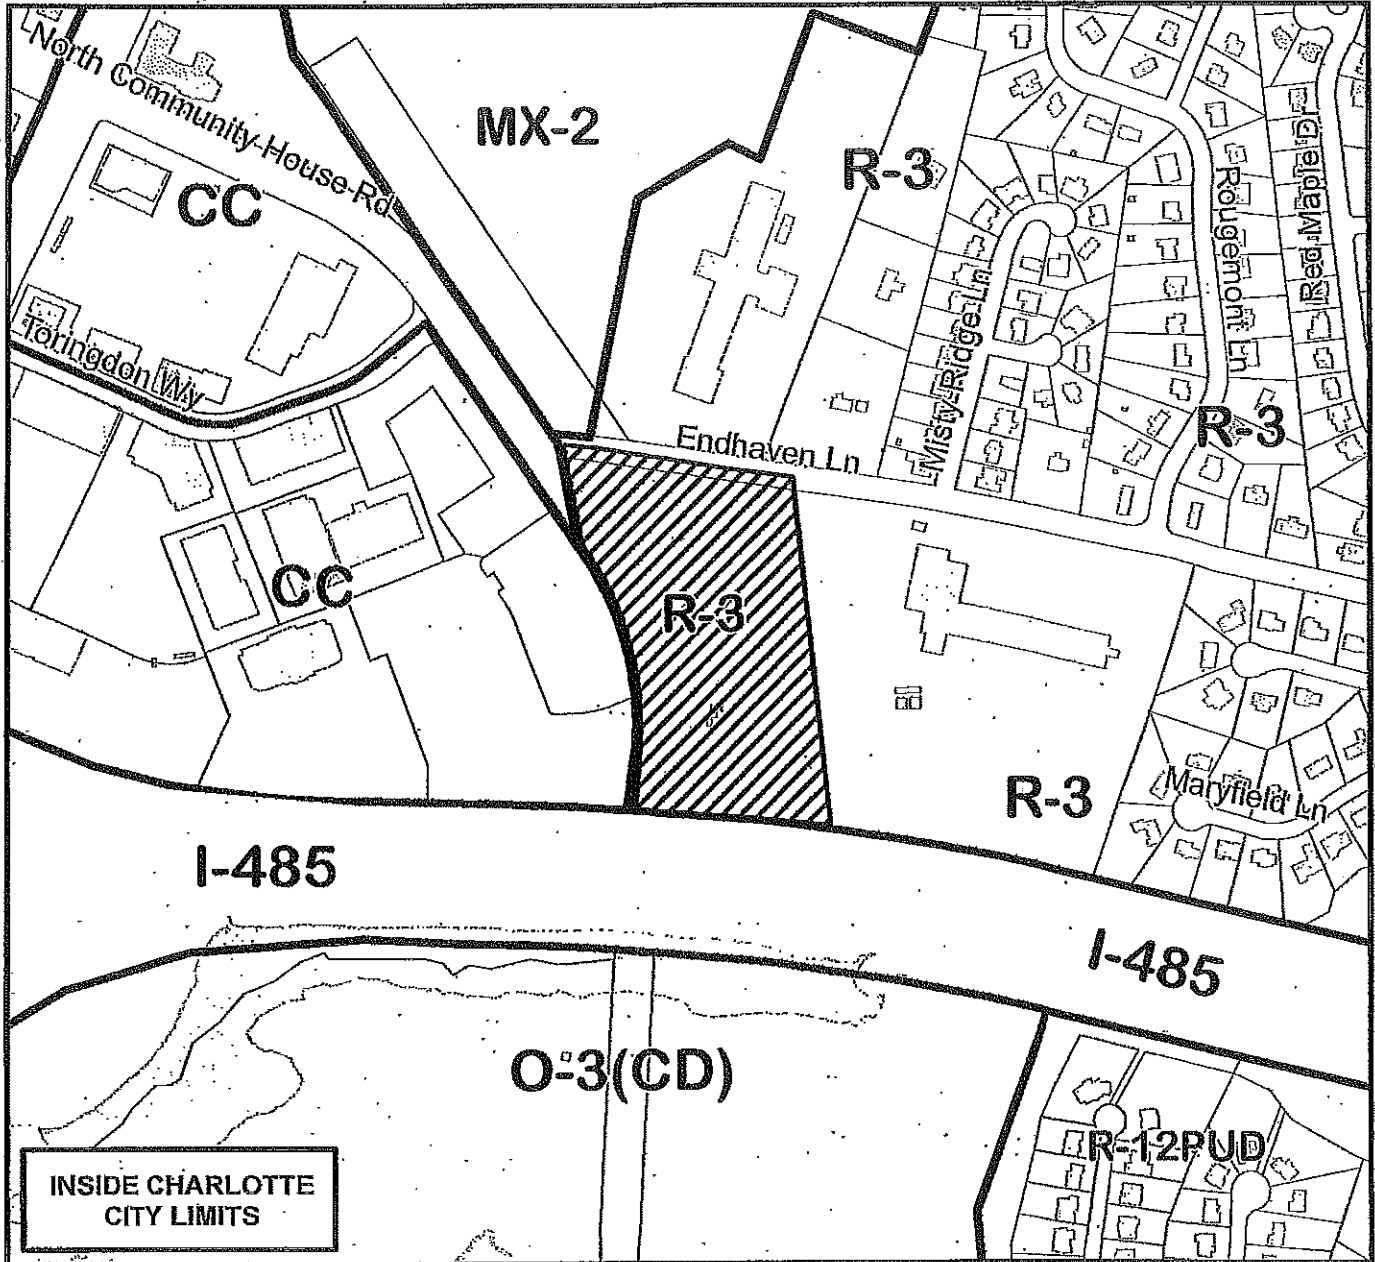 North Community House Rd
MX-2
R-3
CC
Rougemont Ln
Red Maple Dr
Misty Ridge Ln
Toringdon Wy
R-3
Endhaven Ln
CC
R-3
R-3
Maryfield Ln
I-485
I-485
O-3(CD)
R-12PUD
INSIDE CHARLOTTE
CITY LIMITS